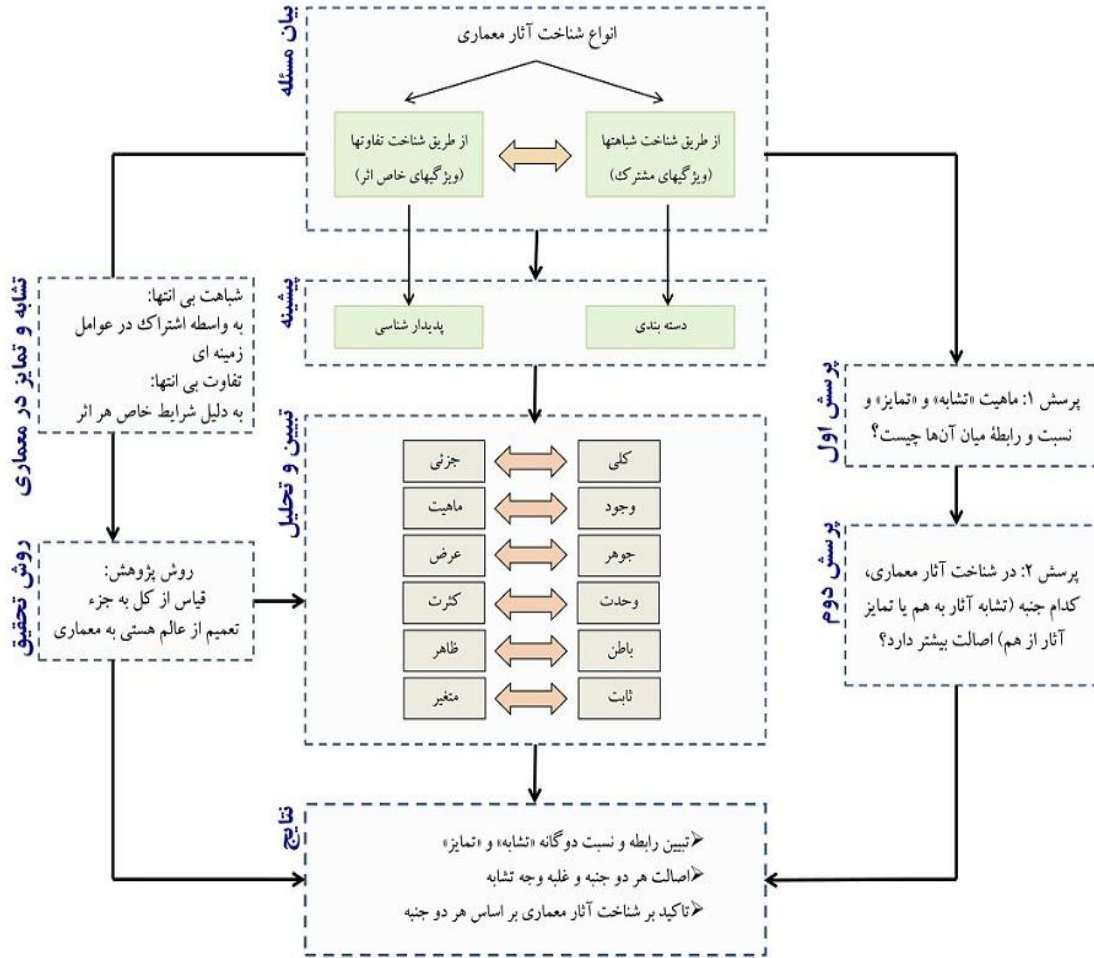 بیان مسئله
انواع شناخت آثار معماری
از طریق شناخت شباهتها
(ویژگیهای مشترک)
از طریق شناخت تفاوتها
(ویژگیهای خاص اثر)
پیشینه
دسته بندی
پدیدار شناسی
پرسش اول
پرسش ۱: ماهیت «تشابه» و «تمایز» و
نسبت و رابطهٔ میان آن‌ها چیست؟
پرسش دوم
پرسش ۲: در شناخت آثار معماری،
کدام جنبه (تشابه آثار به هم یا تمایز
آثار از هم) اصالت بیشتر دارد؟
تشابه و تمایز در معماری
شباهت بی انتها:
به واسطه اشتراک در عوامل
زمینه ای
تفاوت بی انتها:
به دلیل شرایط خاص هر اثر
روش تحقیق
روش پژوهش:
قیاس از کل به جزء
تعمیم از عالم هستی به معماری
تبیین و تحلیل
کلی
جزئی
وجود
ماهیت
جوهر
عرض
وحدت
کثرت
باطن
ظاهر
ثابت
متغیر
نتایج
تبیین رابطه و نسبت دوگانه «تشابه» و «تمایز»
اصالت هر دو جنبه و غلبه وجه تشابه
تاکید بر شناخت آثار معماری بر اساس هر دو جنبه